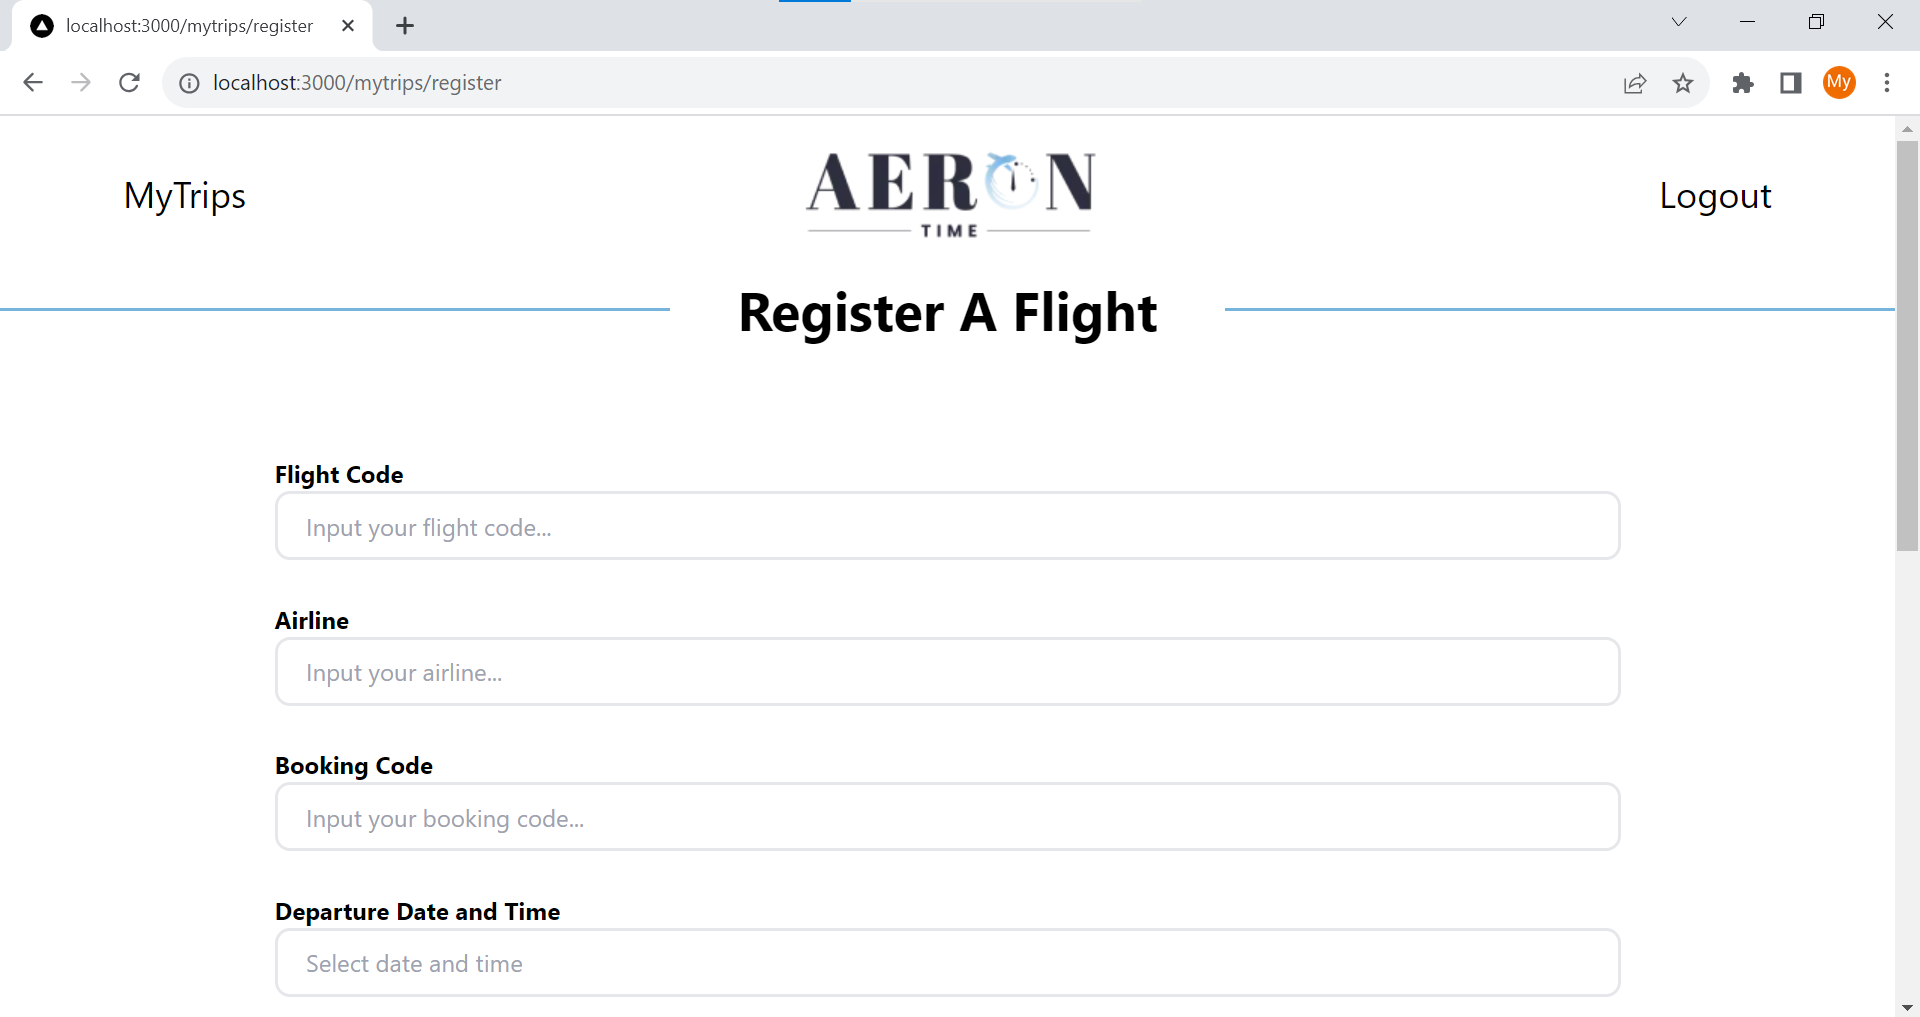 localhost:3000/mytrips/register
localhost:3000/mytrips/register
My
MyTrips
AERON
TIME
Logout
Register A Flight
Flight Code
Input your flight code...
Airline
Input your airline...
Booking Code
Input your booking code...
Departure Date and Time
Select date and time